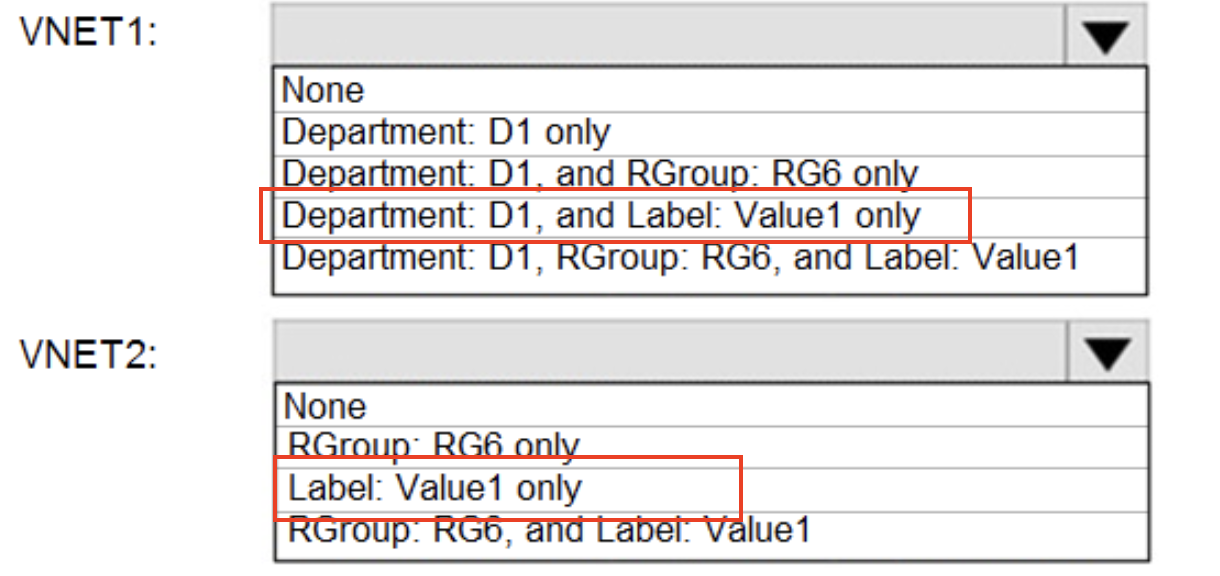 VNET1:
None
Department: D1 only
Department: D1, and RGroup: RG6 only
Department: D1, and Label: Value1 only
Department: D1, RGroup: RG6, and Label: Value1
VNET2:
None
RGroup: RG6 only
Label: Value1 only
RGroup: RG6, and Label: Value1